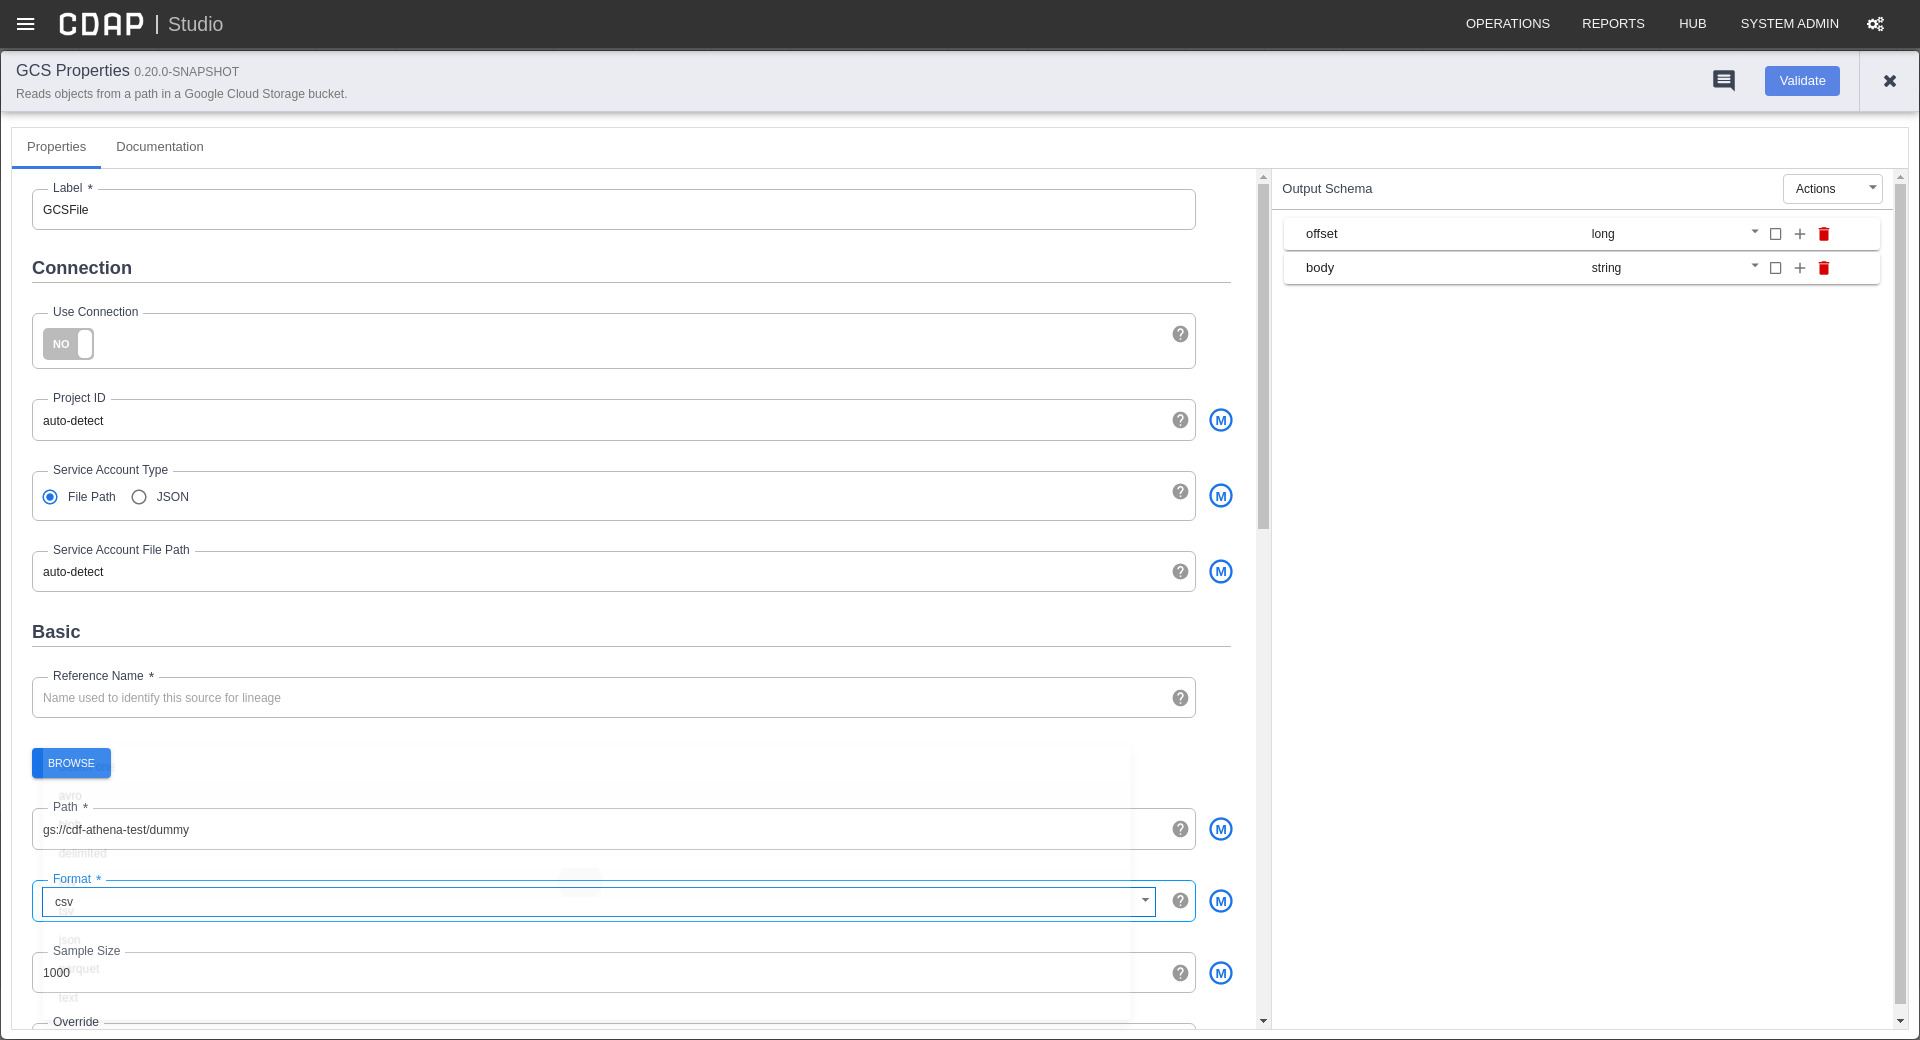 CDAP | Studio
OPERATIONS REPORTS HUB SYSTEM ADMIN
GCS Properties 0.20.0-SNAPSHOT
Reads objects from a path in a Google Cloud Storage bucket.
Validate
Properties Documentation
Label *
GCSFile
Output Schema
Actions
offset long
body string
Connection
Use Connection
NO
Project ID
auto-detect
M
Service Account Type
File Path JSON
M
Service Account File Path
auto-detect
M
Basic
Reference Name *
Name used to identify this source for lineage
BROWSE
avro
Path *
gs://cdf-athena-test/dummy
M
delimited
Format *
csv
M
tsv
json
Sample Size
1000
M
text
Override